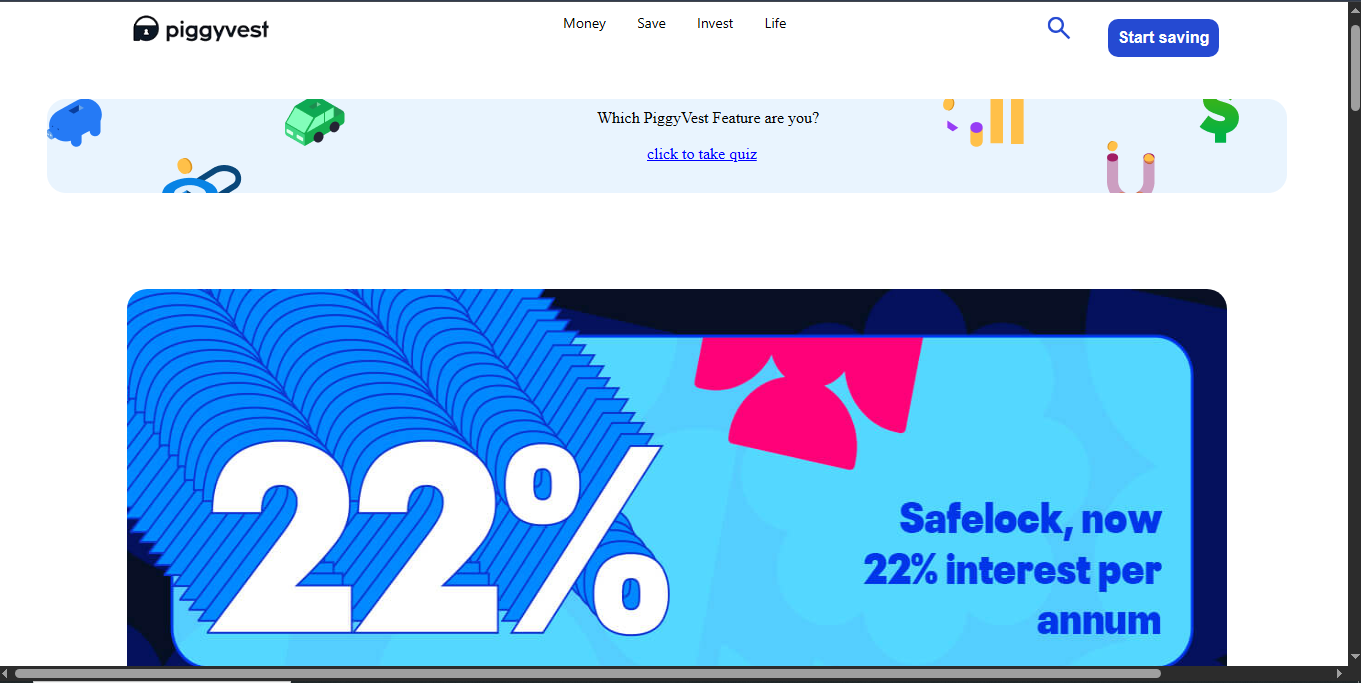 piggyvest
Money Save Invest Life
Start saving
Which PiggyVest Feature are you?
click to take quiz
22%
Safelock, now
22% interest per
annum